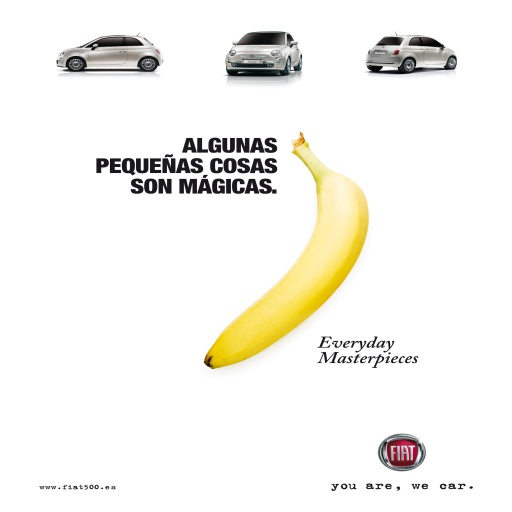 ALGUNAS
PEQUEÑAS COSAS
SON MÁGICAS.
Everyday
Masterpieces
FIAT
www.fiat500.es
you are, we car.